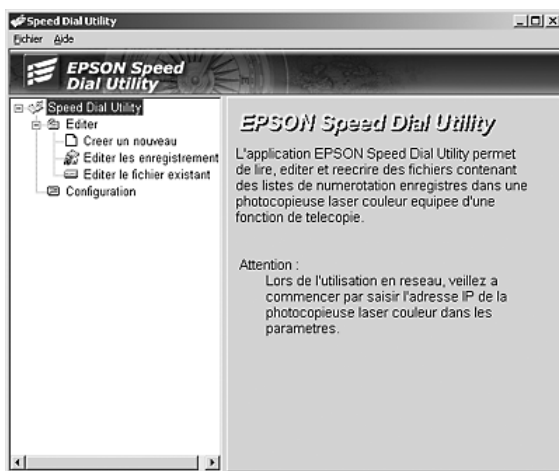 Speed Dial Utility
Fichier Aide
EPSON Speed
Dial Utility
Speed Dial Utility
Editer
Creer un nouveau
Editer les enregistrement
Editer le fichier existant
Configuration
EPSON Speed Dial Utility
L'application EPSON Speed Dial Utility permet
de lire, editer et reecrire des fichiers contenant
des listes de numerotation enregistres dans une
photocopieuse laser couleur equipee d'une
fonction de telecopie.
Attention :
Lors de l'utilisation en reseau, veillez a
commencer par saisir l'adresse IP de la
photocopieuse laser couleur dans les
parametres.